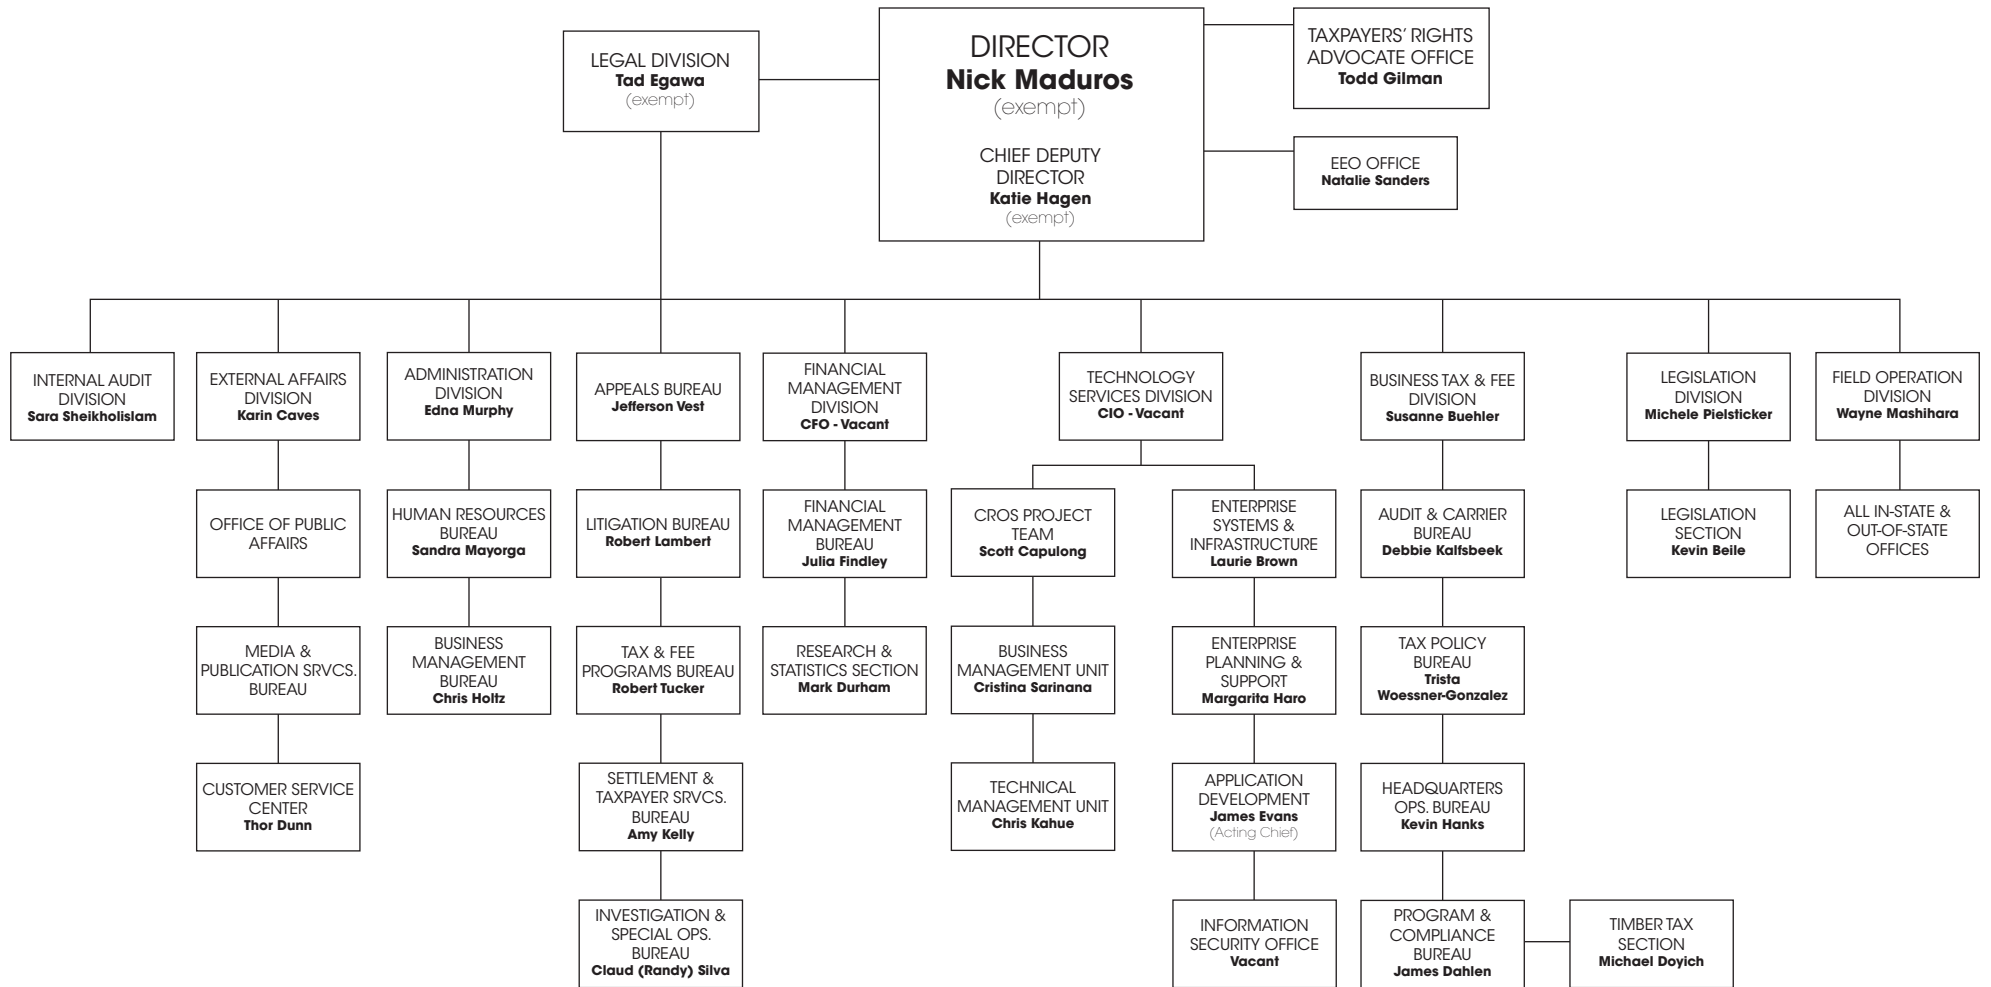 LEGAL DIVISION
Tad Egawa
(exempt)
DIRECTOR
Nick Maduros
(exempt)
CHIEF DEPUTY
DIRECTOR
Katie Hagen
(exempt)
TAXPAYERS' RIGHTS
ADVOCATE OFFICE
Todd Gilman
EEO OFFICE
Natalie Sanders
INTERNAL AUDIT
DIVISION
Sara Sheikholislam
EXTERNAL AFFAIRS
DIVISION
Karin Caves
ADMINISTRATION
DIVISION
Edna Murphy
APPEALS BUREAU
Jefferson Vest
FINANCIAL
MANAGEMENT
DIVISION
CFO - Vacant
TECHNOLOGY
SERVICES DIVISION
CIO - Vacant
BUSINESS TAX & FEE
DIVISION
Susanne Buehler
LEGISLATION
DIVISION
Michele Pielsticker
FIELD OPERATION
DIVISION
Wayne Mashihara
OFFICE OF PUBLIC
AFFAIRS
HUMAN RESOURCES
BUREAU
Sandra Mayorga
LITIGATION BUREAU
Robert Lambert
FINANCIAL
MANAGEMENT
BUREAU
Julia Findley
CROS PROJECT
TEAM
Scott Capulong
ENTERPRISE
SYSTEMS &
INFRASTRUCTURE
Laurie Brown
AUDIT & CARRIER
BUREAU
Debbie Kalfsbeek
LEGISLATION
SECTION
Kevin Beile
ALL IN-STATE &
OUT-OF-STATE
OFFICES
MEDIA &
PUBLICATION SRVCS.
BUREAU
BUSINESS
MANAGEMENT
BUREAU
Chris Holtz
TAX & FEE
PROGRAMS BUREAU
Robert Tucker
RESEARCH &
STATISTICS SECTION
Mark Durham
BUSINESS
MANAGEMENT UNIT
Cristina Sarinana
ENTERPRISE
PLANNING &
SUPPORT
Margarita Haro
TAX POLICY
BUREAU
Trista
Woessner-Gonzalez
CUSTOMER SERVICE
CENTER
Thor Dunn
SETTLEMENT &
TAXPAYER SRVCS.
BUREAU
Amy Kelly
TECHNICAL
MANAGEMENT UNIT
Chris Kahue
APPLICATION
DEVELOPMENT
James Evans
(Acting Chief)
HEADQUARTERS
OPS. BUREAU
Kevin Hanks
INVESTIGATION &
SPECIAL OPS.
BUREAU
Claud (Randy) Silva
INFORMATION
SECURITY OFFICE
Vacant
PROGRAM &
COMPLIANCE
BUREAU
James Dahlen
TIMBER TAX
SECTION
Michael Doyich